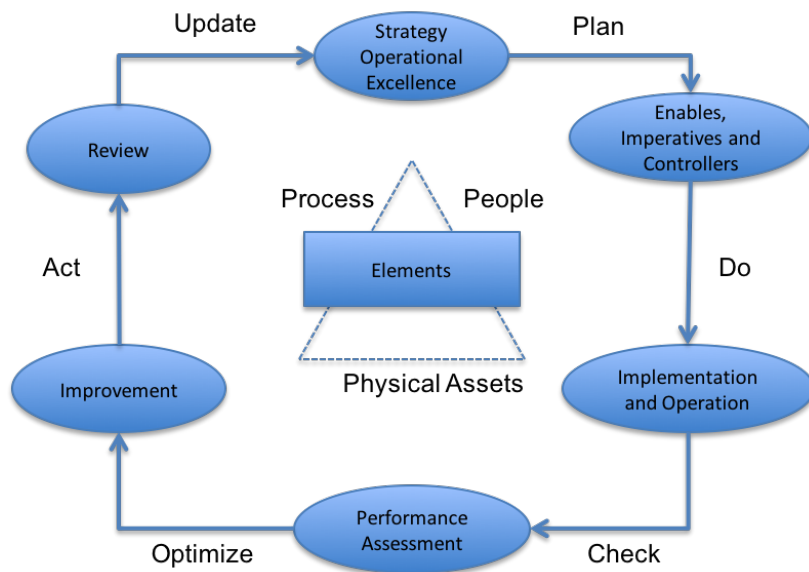 Update
Strategy
Operational
Excellence
Plan
Review
Enables,
Imperatives and
Controllers
Process
People
Elements
Act
Do
Physical Assets
Improvement
Implementation
and Operation
Performance
Assessment
Optimize
Check